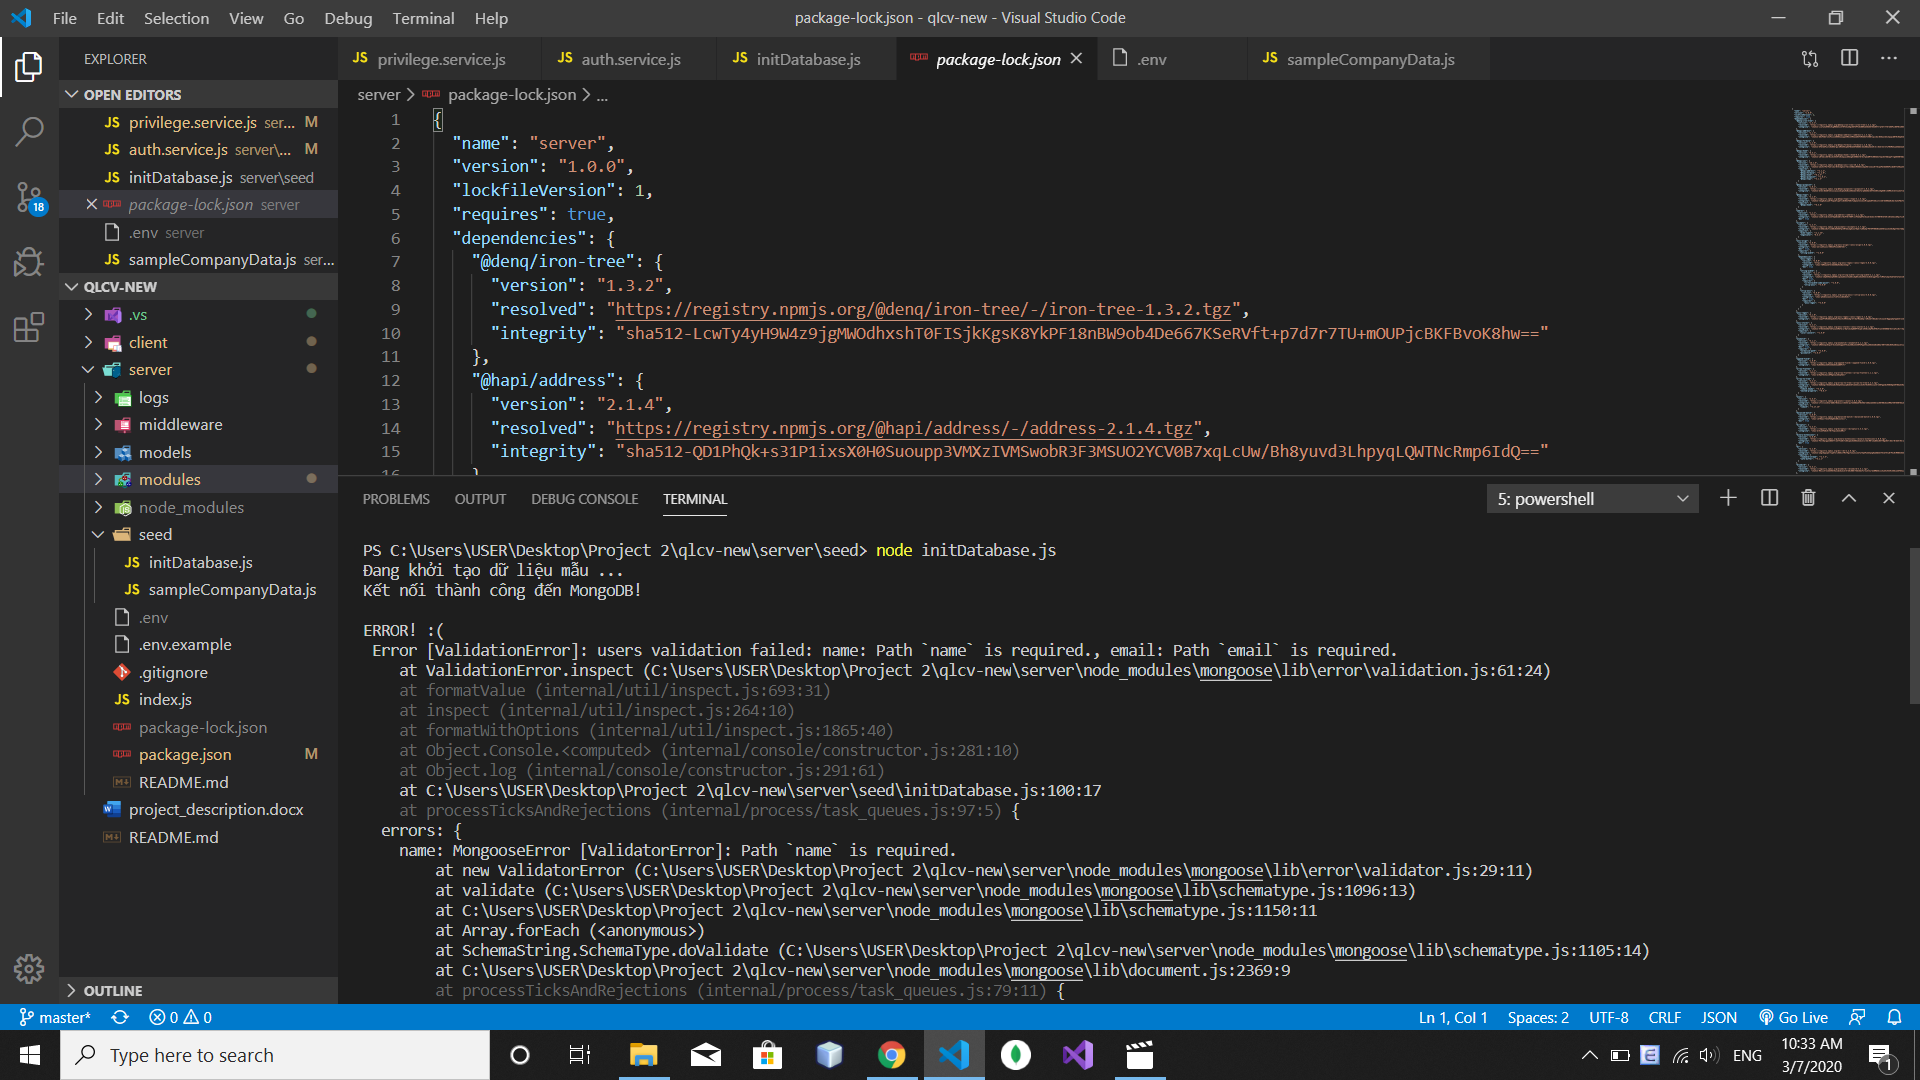 File Edit Selection View Go Debug Terminal Help
package-lock.json - qlcv-new - Visual Studio Code
EXPLORER
OPEN EDITORS
JS privilege.service.js ser... M
JS auth.service.js server\... M
JS initDatabase.js server\seed
package-lock.json server
.env server
JS sampleCompanyData.js ser...
QLCV-NEW
.vs
client
server
logs
middleware
models
modules
node_modules
seed
JS initDatabase.js
JS sampleCompanyData.js
.env
.env.example
.gitignore
JS index.js
package-lock.json
package.json M
README.md
project_description.docx
README.md
OUTLINE
18
JS privilege.service.js JS auth.service.js JS initDatabase.js package-lock.json .env JS sampleCompanyData.js
server > package-lock.json > ...
1 {
2 "name": "server",
3 "version": "1.0.0",
4 "lockfileVersion": 1,
5 "requires": true,
6 "dependencies": {
7 "@denq/iron-tree": {
8 "version": "1.3.2",
9 "resolved": "https://registry.npmjs.org/@denq/iron-tree/-/iron-tree-1.3.2.tgz",
10 "integrity": "sha512-LcwTy4yH9W4z9jgMWOdhxshT0FISjkKgsK8YkPF18nBW9ob4De667KSeRVft+p7d7r7TU+mOUPjcBKFBvoK8hw=="
11 },
12 "@hapi/address": {
13 "version": "2.1.4",
14 "resolved": "https://registry.npmjs.org/@hapi/address/-/address-2.1.4.tgz",
15 "integrity": "sha512-QD1PhQk+s31P1ixsX0H0Suoupp3VMXzIVMSwobR3F3MSUO2YCV0B7xqLcUw/Bh8yuvd3LhpyqLQWTNcRmp6IdQ=="
16 }
PROBLEMS OUTPUT DEBUG CONSOLE TERMINAL
5: powershell
PS C:\Users\USER\Desktop\Project 2\qlcv-new\server\seed> node initDatabase.js
Đang khởi tạo dữ liệu mẫu ...
Kết nối thành công đến MongoDB!
ERROR! :(
Error [ValidationError]: users validation failed: name: Path `name` is required., email: Path `email` is required.
at ValidationError.inspect (C:\Users\USER\Desktop\Project 2\qlcv-new\server\node_modules\mongoose\lib\error\validation.js:61:24)
at formatValue (internal/util/inspect.js:693:31)
at inspect (internal/util/inspect.js:264:10)
at formatWithOptions (internal/util/inspect.js:1865:40)
at Object.Console.<computed> (internal/console/constructor.js:281:10)
at Object.log (internal/console/constructor.js:291:61)
at C:\Users\USER\Desktop\Project 2\qlcv-new\server\seed\initDatabase.js:100:17
at processTicksAndRejections (internal/process/task_queues.js:97:5) {
errors: {
name: MongooseError [ValidatorError]: Path `name` is required.
at new ValidatorError (C:\Users\USER\Desktop\Project 2\qlcv-new\server\node_modules\mongoose\lib\error\validator.js:29:11)
at validate (C:\Users\USER\Desktop\Project 2\qlcv-new\server\node_modules\mongoose\lib\schematype.js:1096:13)
at C:\Users\USER\Desktop\Project 2\qlcv-new\server\node_modules\mongoose\lib\schematype.js:1150:11
at Array.forEach (<anonymous>)
at SchemaString.SchemaType.doValidate (C:\Users\USER\Desktop\Project 2\qlcv-new\server\node_modules\mongoose\lib\schematype.js:1105:14)
at C:\Users\USER\Desktop\Project 2\qlcv-new\server\node_modules\mongoose\lib\document.js:2369:9
at processTicksAndRejections (internal/process/task_queues.js:79:11) {
master* 0 0 Ln 1, Col 1 Spaces: 2 UTF-8 CRLF JSON Go Live
Type here to search
ENG
10:33 AM
3/7/2020
1